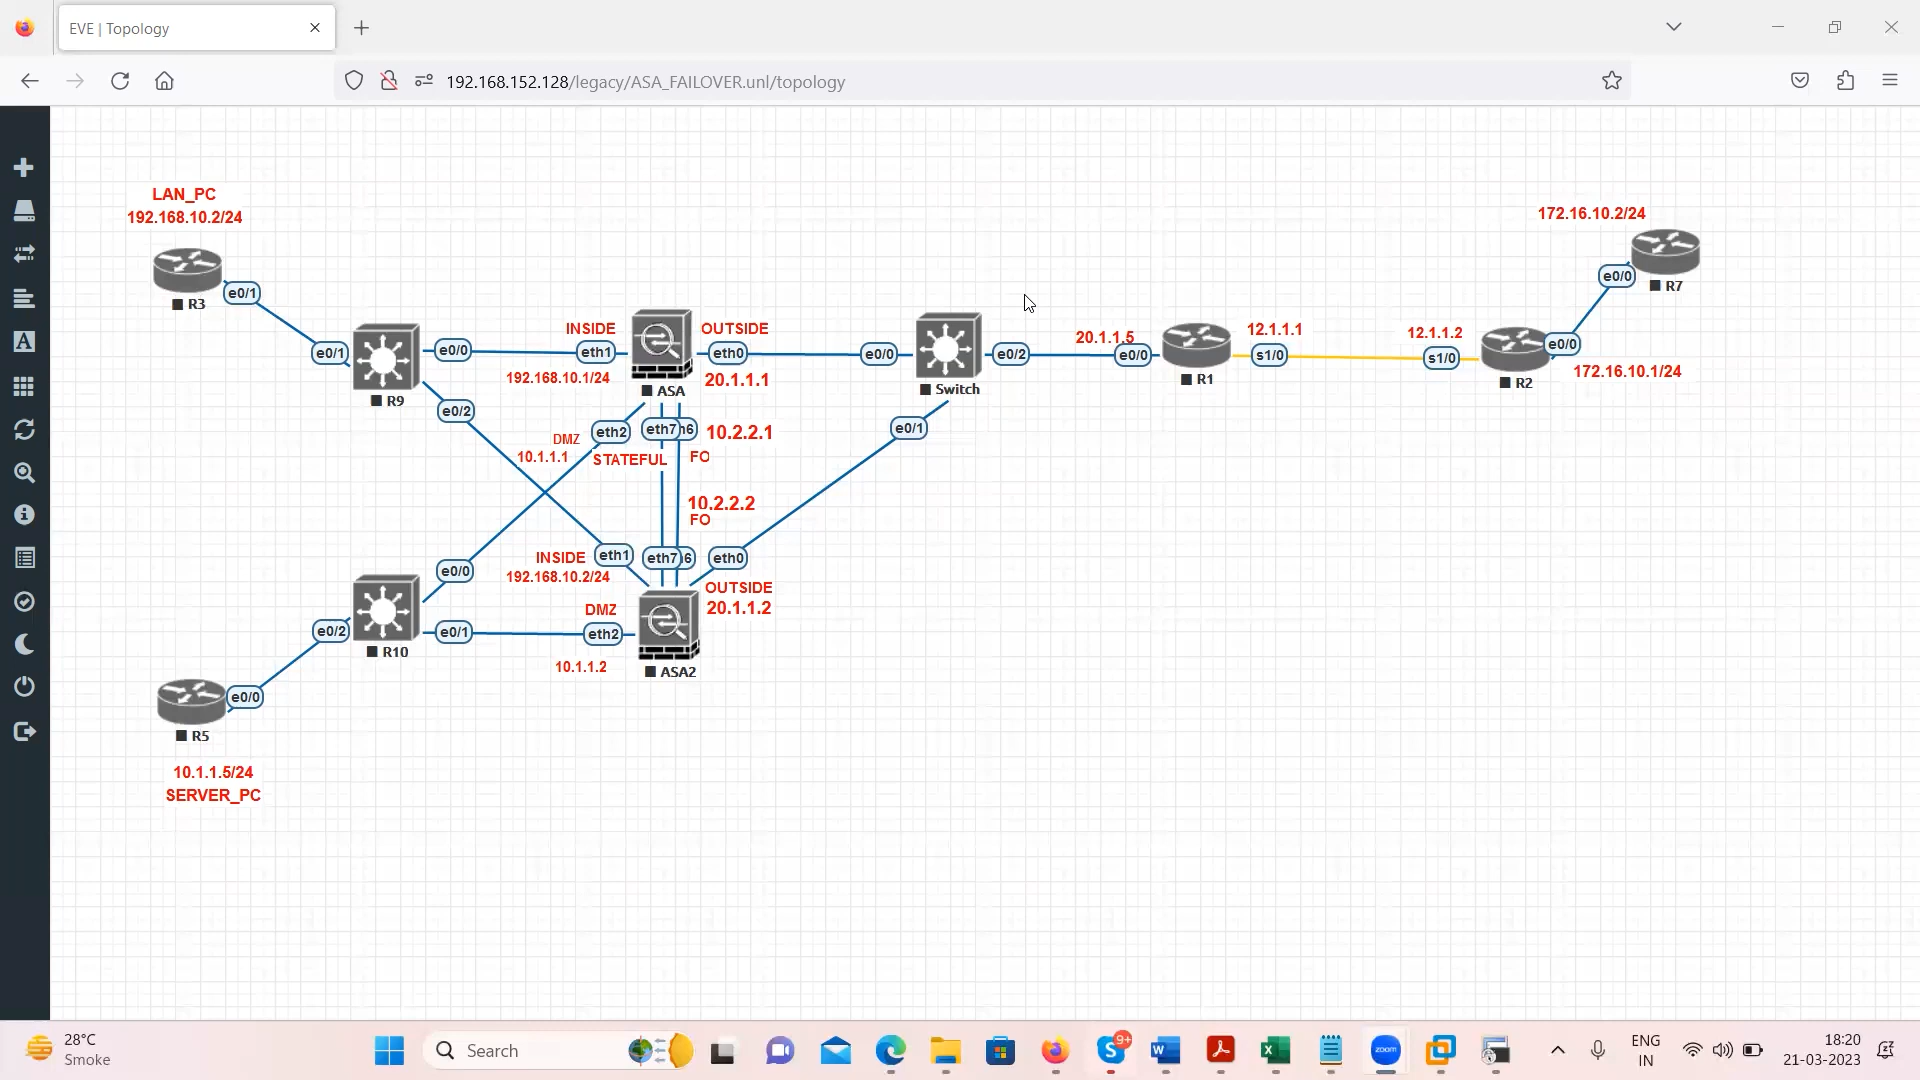 EVE | Topology
192.168.152.128/legacy/ASA_FAILOVER.unl/topology
LAN_PC
192.168.10.2/24
R3
e0/1
e0/1
R9
e0/0
e0/2
INSIDE
eth1
192.168.10.1/24
ASA
OUTSIDE
eth0
20.1.1.1
e0/0
Switch
e0/2
e0/1
20.1.1.5
e0/0
R1
12.1.1.1
s1/0
12.1.1.2
s1/0
R2
e0/0
172.16.10.1/24
172.16.10.2/24
e0/0
R7
DMZ
eth2
10.1.1.1
eth7
10.2.2.1
STATEFUL
FO
10.2.2.2
FO
INSIDE
eth1
192.168.10.2/24
eth7
eth0
OUTSIDE
20.1.1.2
DMZ
eth2
10.1.1.2
ASA2
e0/0
e0/1
e0/2
R10
e0/0
R5
10.1.1.5/24
SERVER_PC
28°C
Smoke
Search
9+
zoom
ENG
IN
18:20
21-03-2023